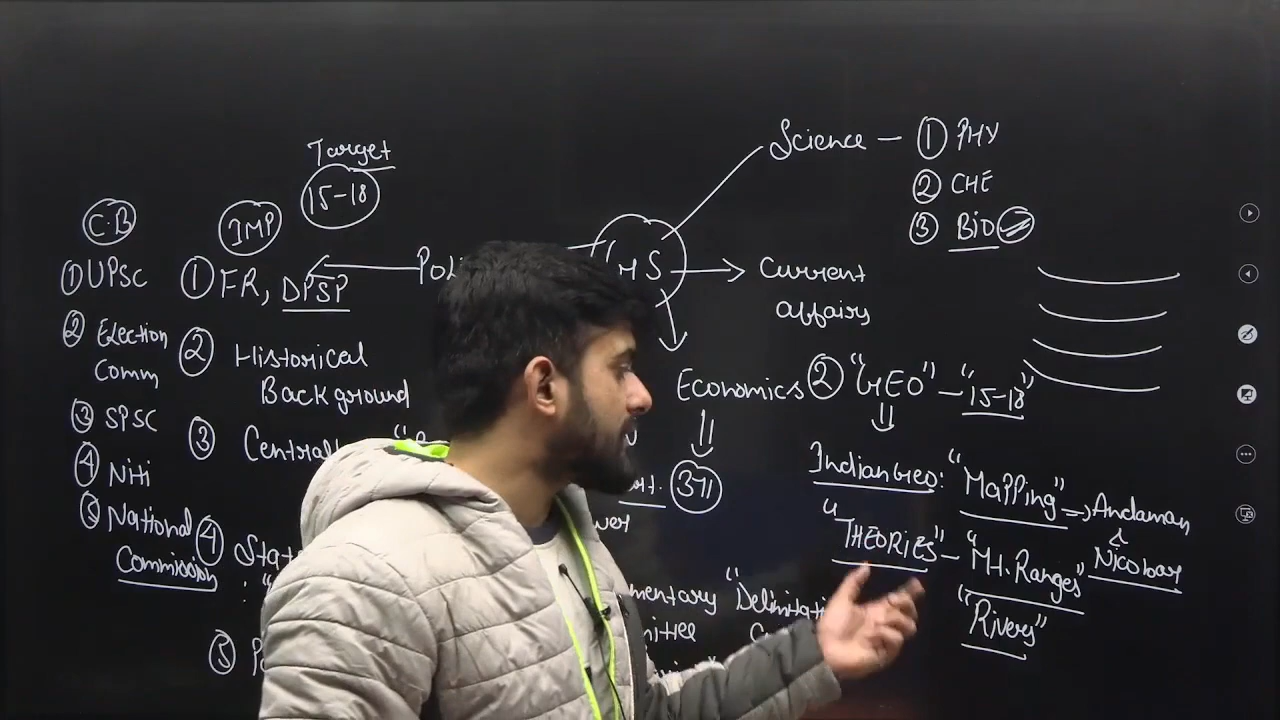 Target
15-18
C.B
① UPSC
② Election
Comm
③ SPSC
④ Niti
⑤ National
Commission
IMP
① FR, DPSP
② Historical
Background
③
④
⑤
Science — ① PHY
② CHE
③ BIO
Current
affairs
Economics
371
② "GEO" — "15-18"
Indian Geo: "Mapping" => Andaman
&
Nicobar
"THEORIES" — "Mt. Ranges"
"Rivers"